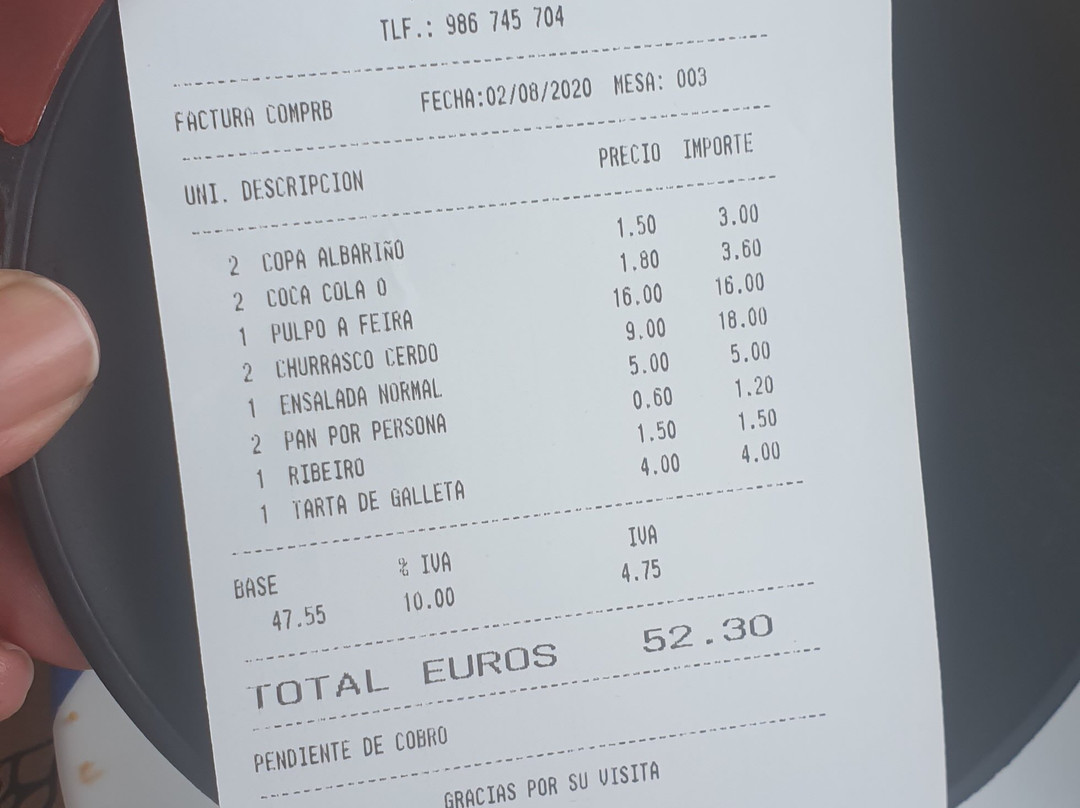 TLF.: 986 745 704
FACTURA COMPRB FECHA:02/08/2020 MESA: 003
UNI. DESCRIPCION PRECIO IMPORTE
2 COPA ALBARIÑO 1.50 3.00
2 COCA COLA 0 1.80 3.60
1 PULPO A FEIRA 16.00 16.00
2 CHURRASCO CERDO 9.00 18.00
1 ENSALADA NORMAL 5.00 5.00
2 PAN POR PERSONA 0.60 1.20
1 RIBEIRO 1.50 1.50
1 TARTA DE GALLETA 4.00 4.00
BASE % IVA IVA
47.55 10.00 4.75
TOTAL EUROS 52.30
PENDIENTE DE COBRO
GRACIAS POR SU VISITA